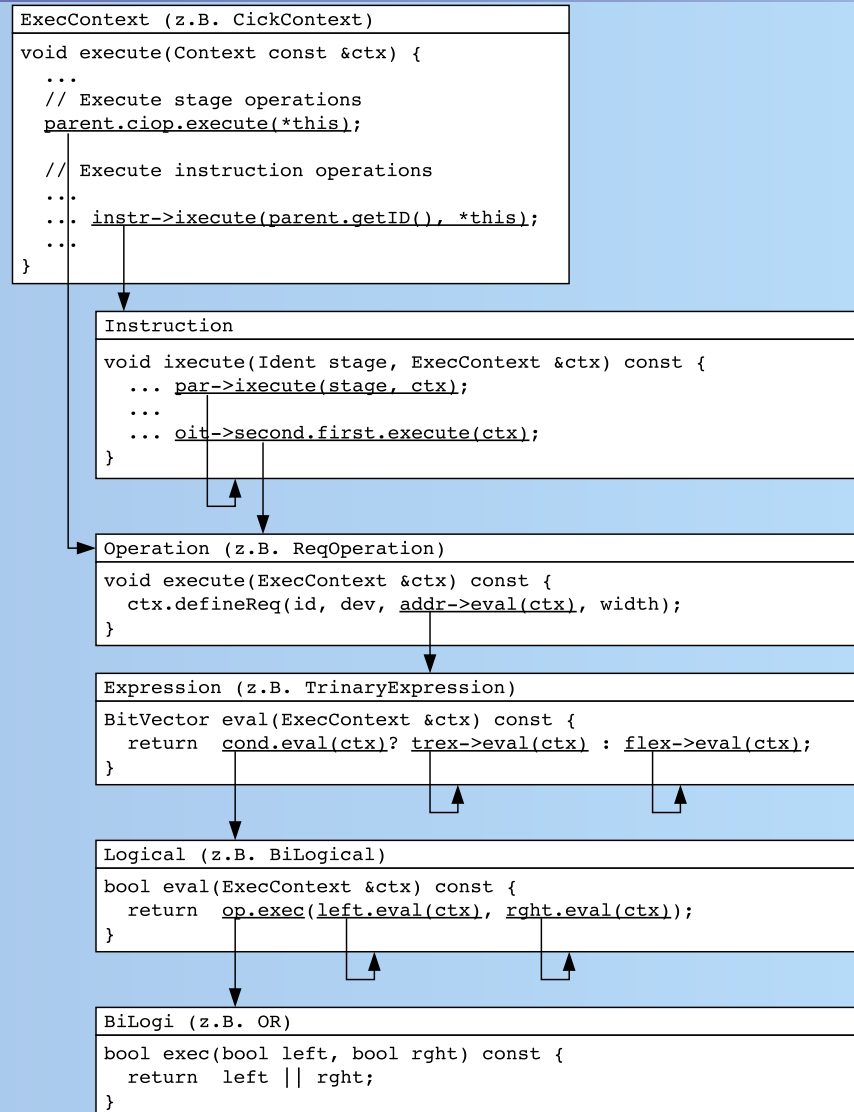 ExecContext (z.B. CickContext)
void execute(Context const &ctx) {
...
// Execute stage operations
parent.ciop.execute(*this);
// Execute instruction operations
...
... instr->ixecute(parent.getID(), *this);
...
}
Instruction
void ixecute(Ident stage, ExecContext &ctx) const {
... par->ixecute(stage, ctx);
...
... oit->second.first.execute(ctx);
}
Operation (z.B. ReqOperation)
void execute(ExecContext &ctx) const {
ctx.defineReq(id, dev, addr->eval(ctx), width);
}
Expression (z.B. TrinaryExpression)
BitVector eval(ExecContext &ctx) const {
return cond.eval(ctx)? trex->eval(ctx) : flex->eval(ctx);
}
Logical (z.B. BiLogical)
bool eval(ExecContext &ctx) const {
return op.exec(left.eval(ctx), rght.eval(ctx));
}
BiLogi (z.B. OR)
bool exec(bool left, bool rght) const {
return left || rght;
}